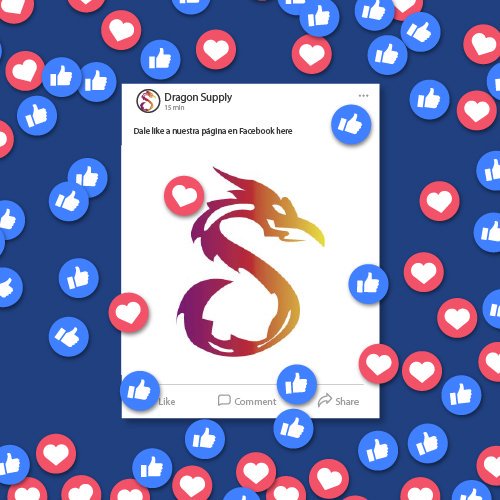 Dragon Supply
15 min
Dale like a nuestra página en Facebook here
Like
Comment
Share